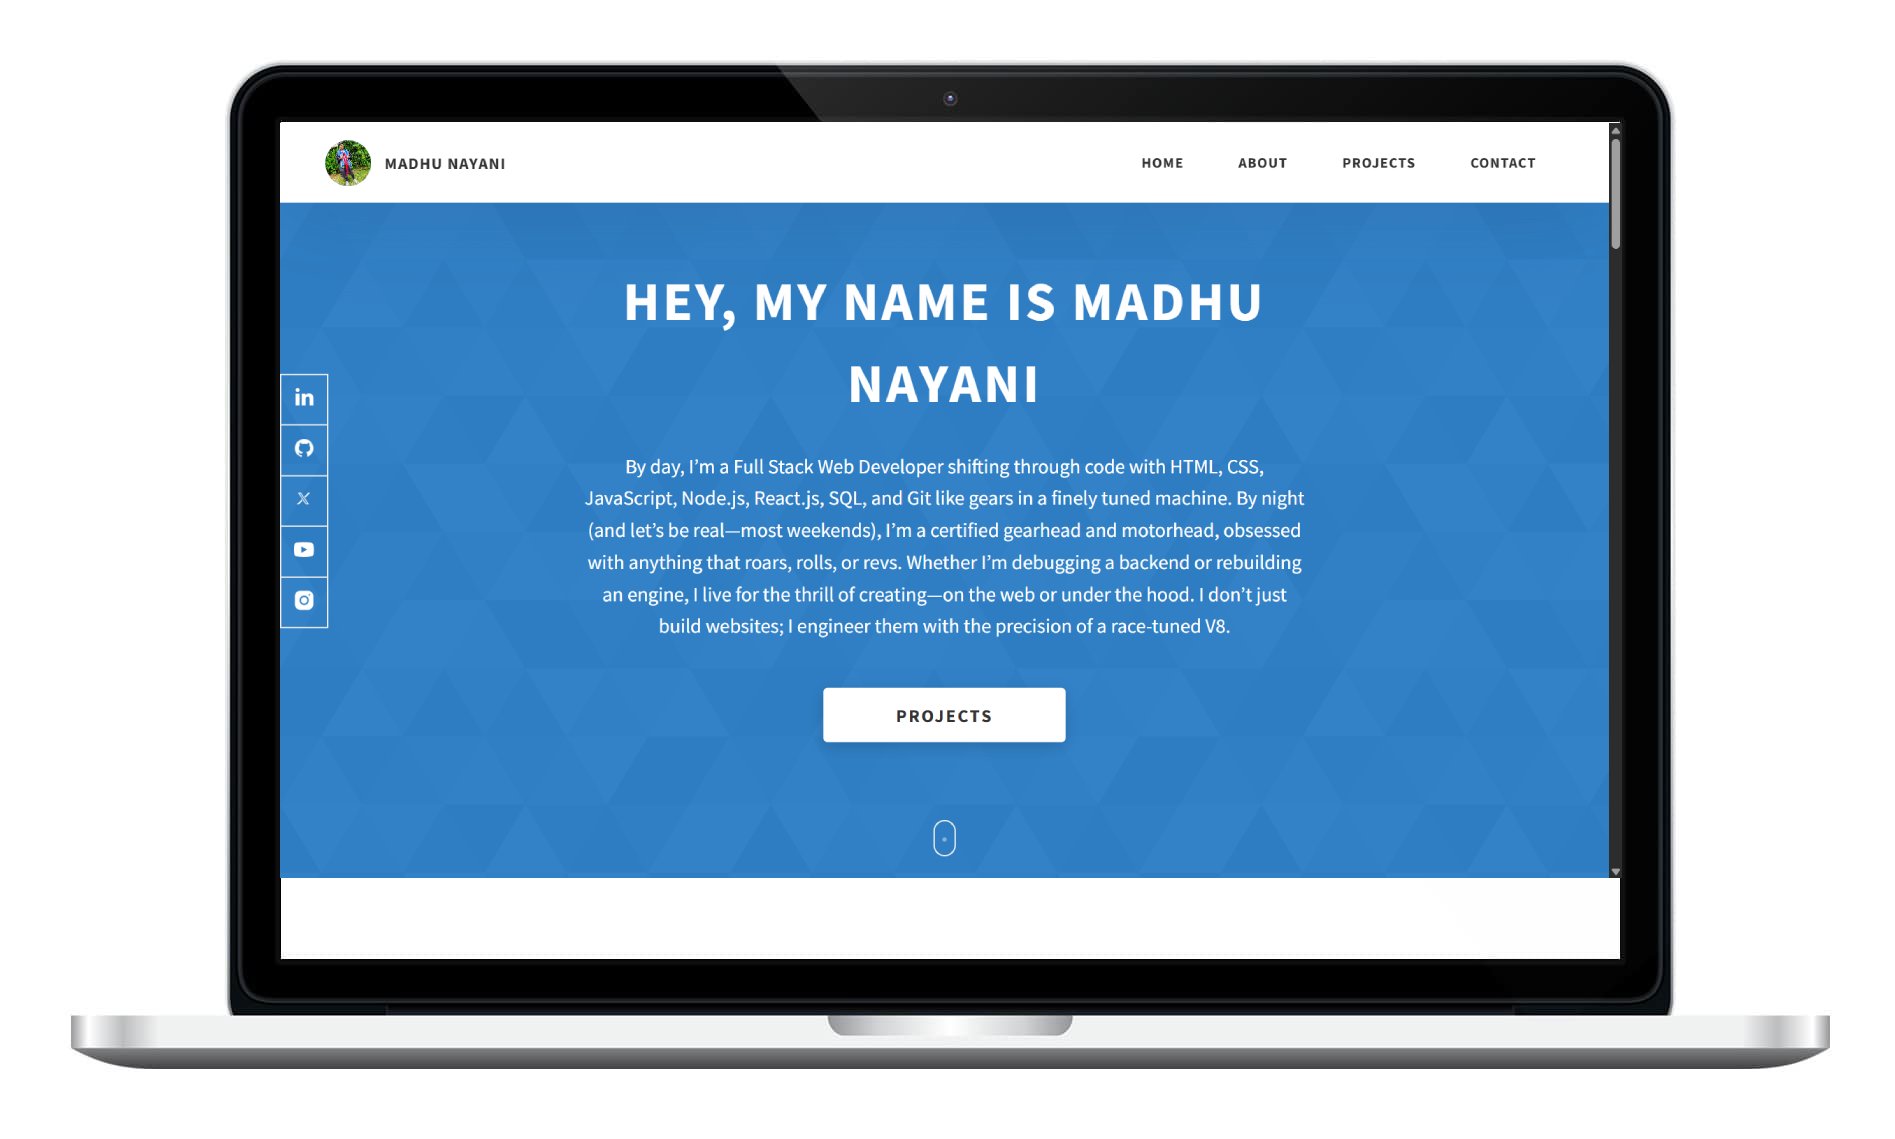 MADHU NAYANI
HOME ABOUT PROJECTS CONTACT
HEY, MY NAME IS MADHU
NAYANI
in
By day, I’m a Full Stack Web Developer shifting through code with HTML, CSS,
JavaScript, Node.js, React.js, SQL, and Git like gears in a finely tuned machine. By night
(and let’s be real—most weekends), I’m a certified gearhead and motorhead, obsessed
with anything that roars, rolls, or revs. Whether I’m debugging a backend or rebuilding
an engine, I live for the thrill of creating—on the web or under the hood. I don’t just
build websites; I engineer them with the precision of a race-tuned V8.
PROJECTS